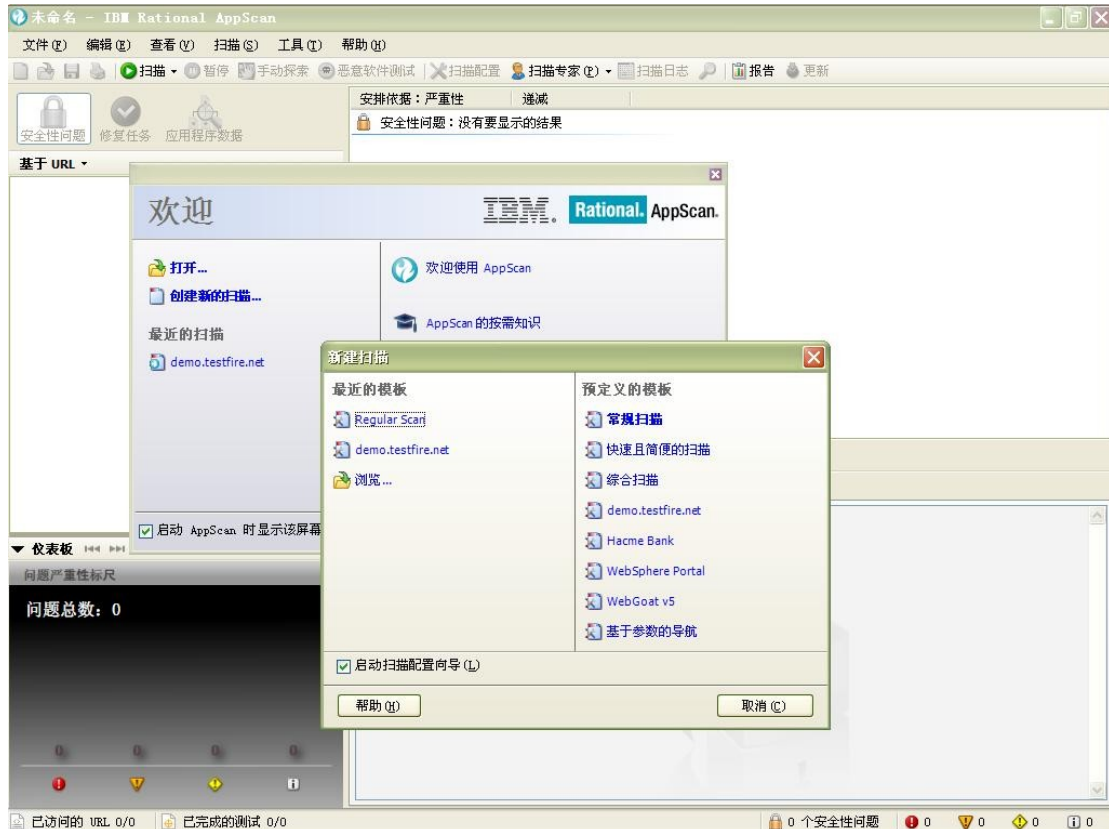 未命名 - IBM Rational AppScan
文件(F) 编辑(E) 查看(V) 扫描(S) 工具(T) 帮助(H)
扫描 暂停 手动探索 恶意软件测试 扫描配置 扫描专家(P) 扫描日志 报告 更新
安全性问题 修复任务 应用程序数据
安排依据：严重性 递减
安全性问题：没有要显示的结果
基于 URL
欢迎
IBM. Rational. AppScan.
打开...
创建新的扫描...
最近的扫描
demo.testfire.net
欢迎使用 AppScan
AppScan 的按需知识
启动 AppScan 时显示该屏幕
新建扫描
最近的模板
Regular Scan
demo.testfire.net
浏览...
预定义的模板
常规扫描
快速且简便的扫描
综合扫描
demo.testfire.net
Hacme Bank
WebSphere Portal
WebGoat v5
基于参数的导航
启动扫描配置向导(L)
帮助(H) 取消(C)
仪表板
问题严重性标尺
问题总数：0
0 0 0 0
已访问的 URL 0/0 已完成的测试 0/0 0 个安全性问题 0 0 0 0